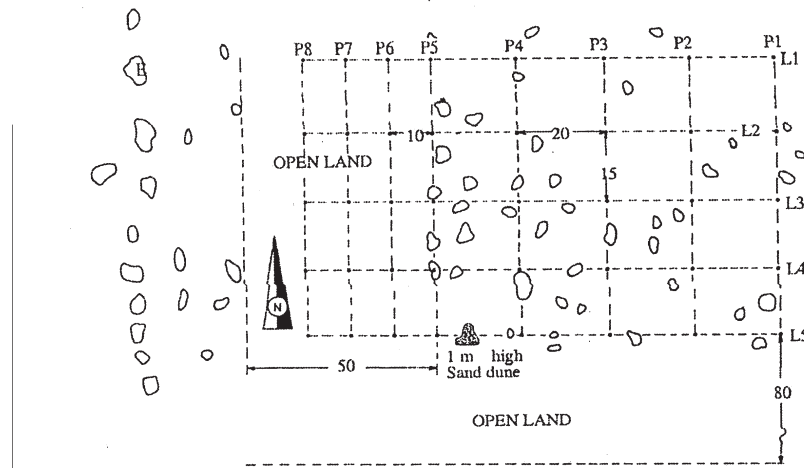 P8 P7 P6 P5 P4 P3 P2 P1
L1
E
10 20 L2
OPEN LAND
15
L3
L4
N
L5
1 m high
Sand dune
50
80
OPEN LAND